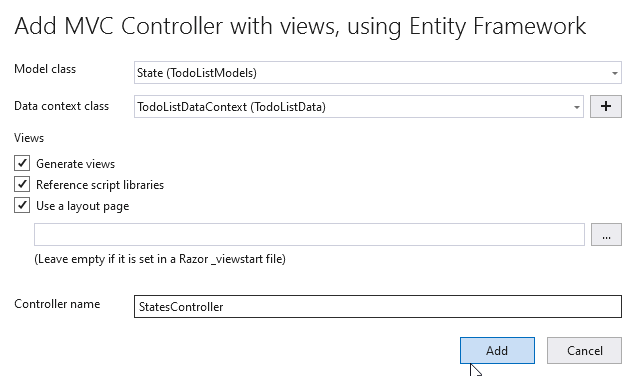 Add MVC Controller with views, using Entity Framework
Model class State (TodoListModels)
Data context class TodoListDataContext (TodoListData) +
Views
Generate views
Reference script libraries
Use a layout page
...
(Leave empty if it is set in a Razor _viewstart file)
Controller name StatesController
Add Cancel